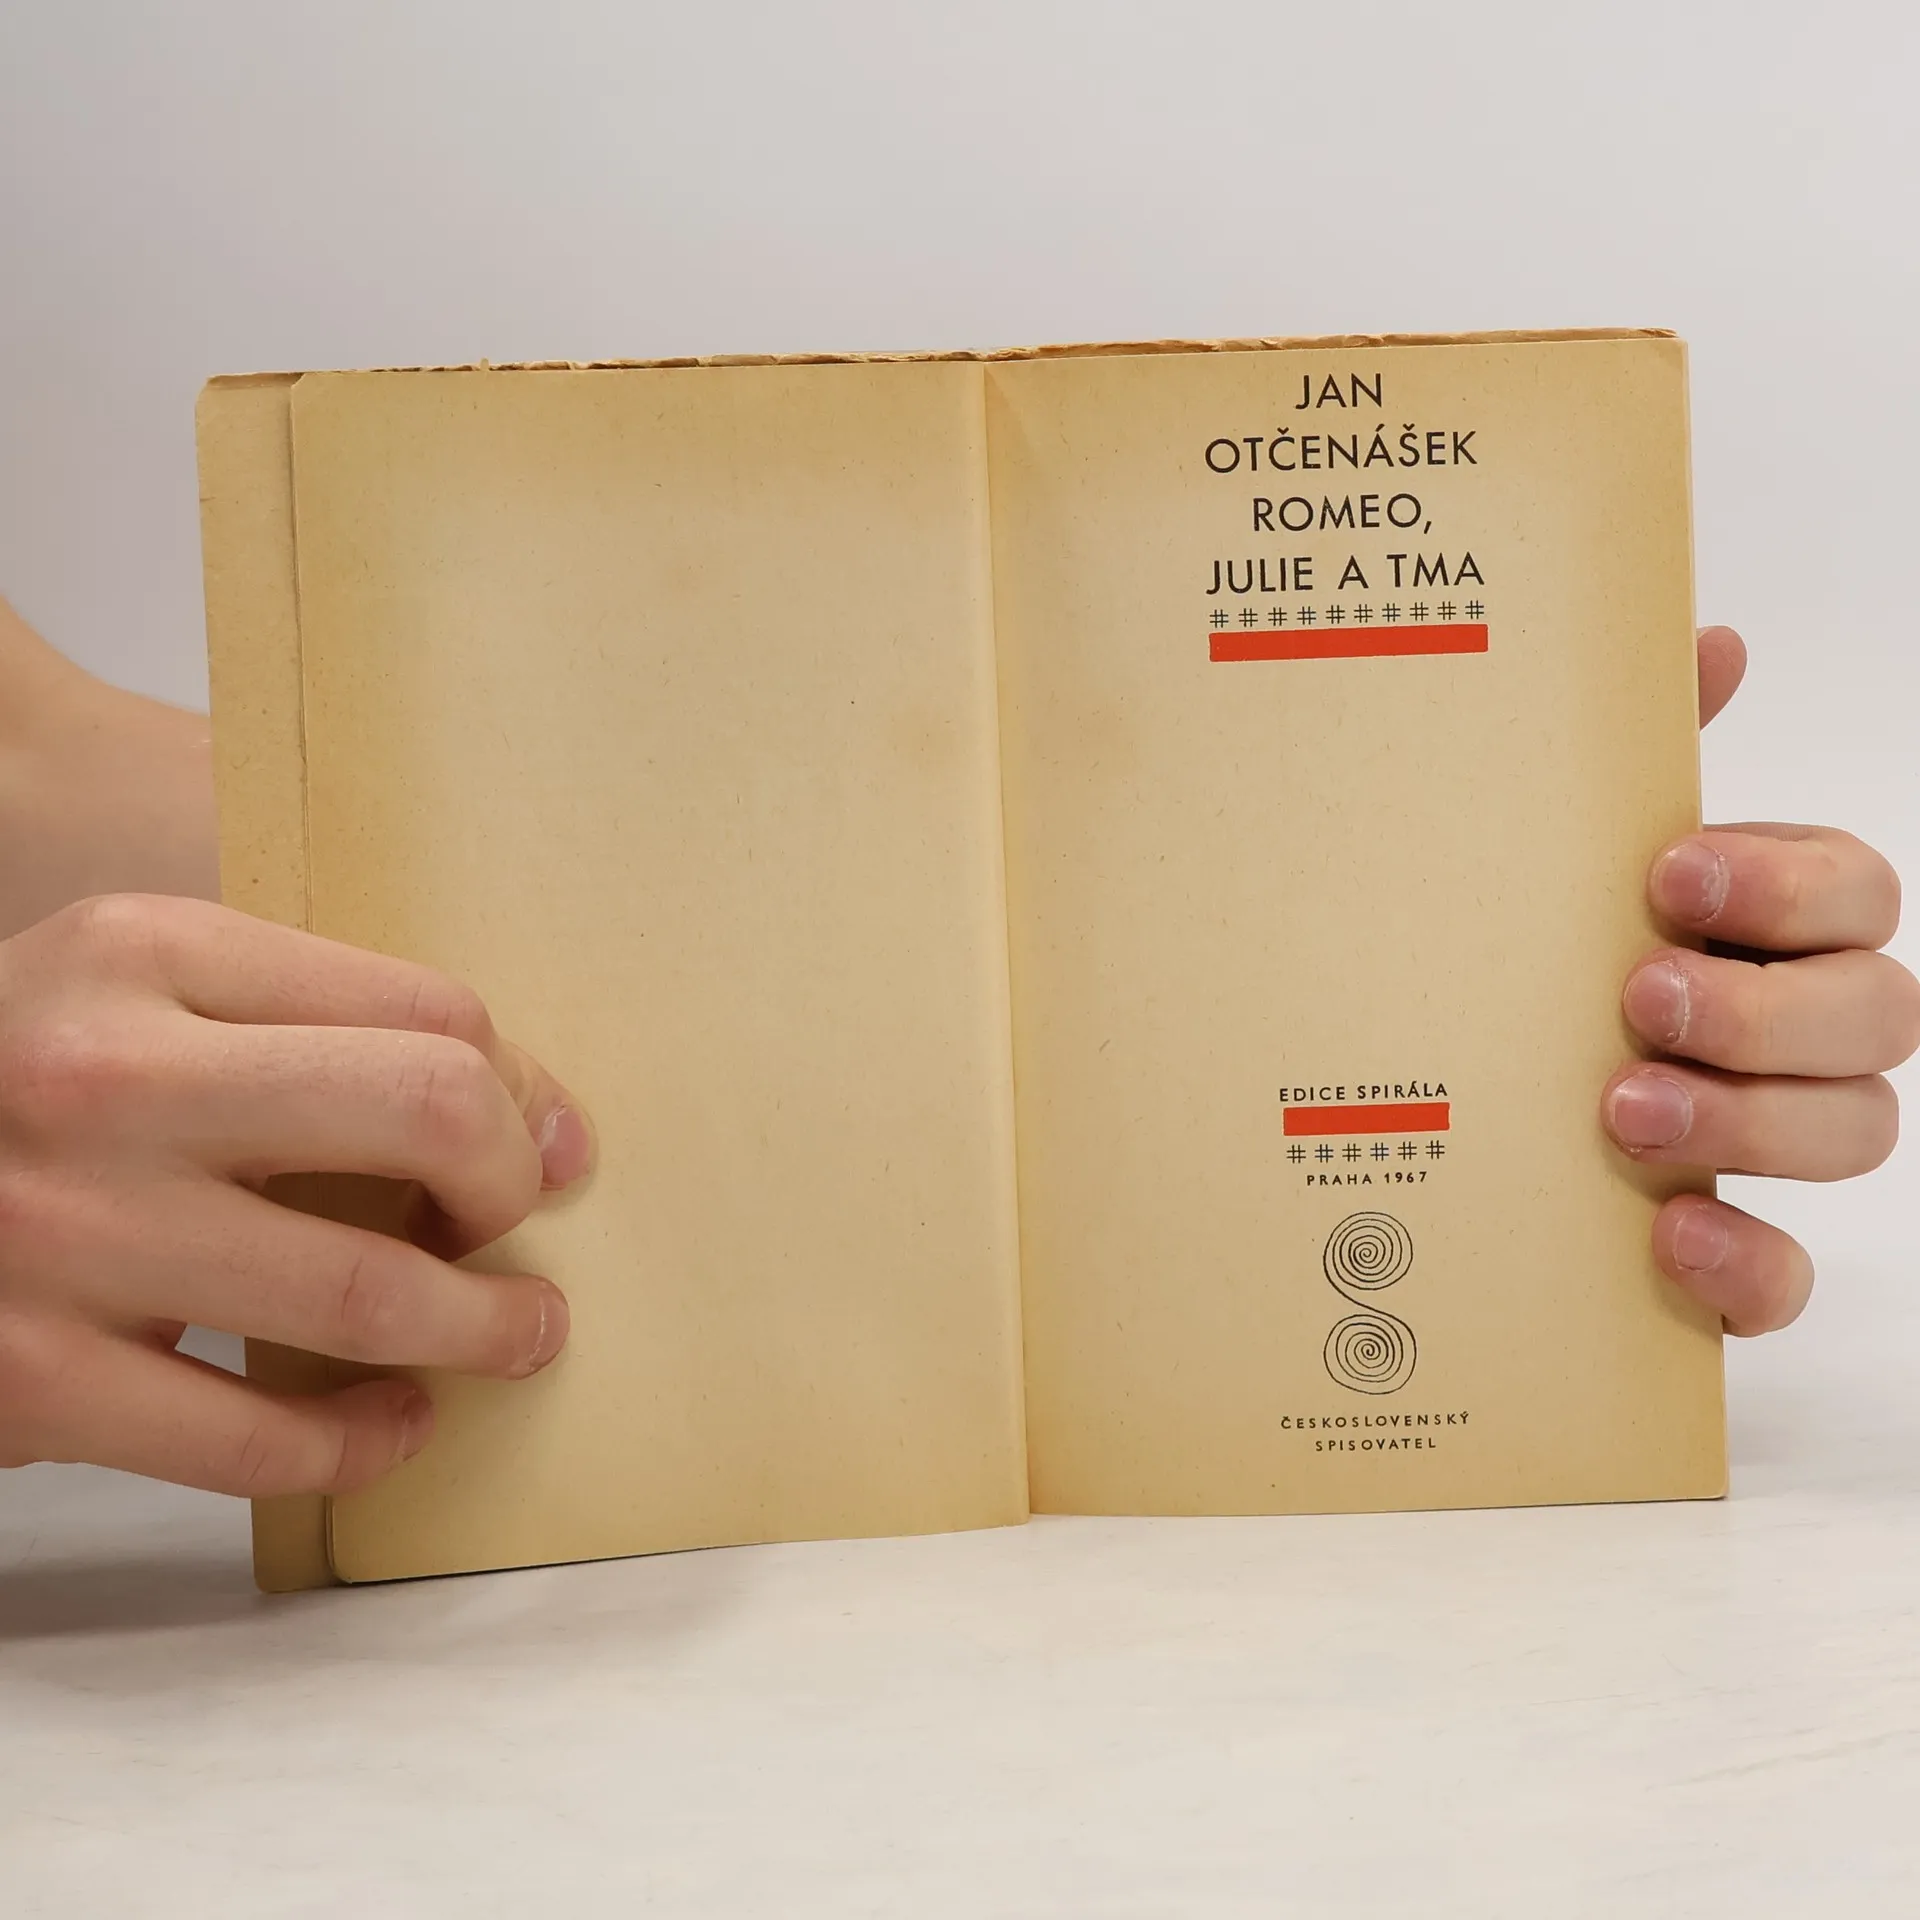 JAN
OTČENÁŠEK
ROMEO,
JULIE A TMA
# # # # # # # # # #
EDICE SPIRÁLA
# # # # # #
PRAHA 1967
ČESKOSLOVENSKÝ
SPISOVATEL